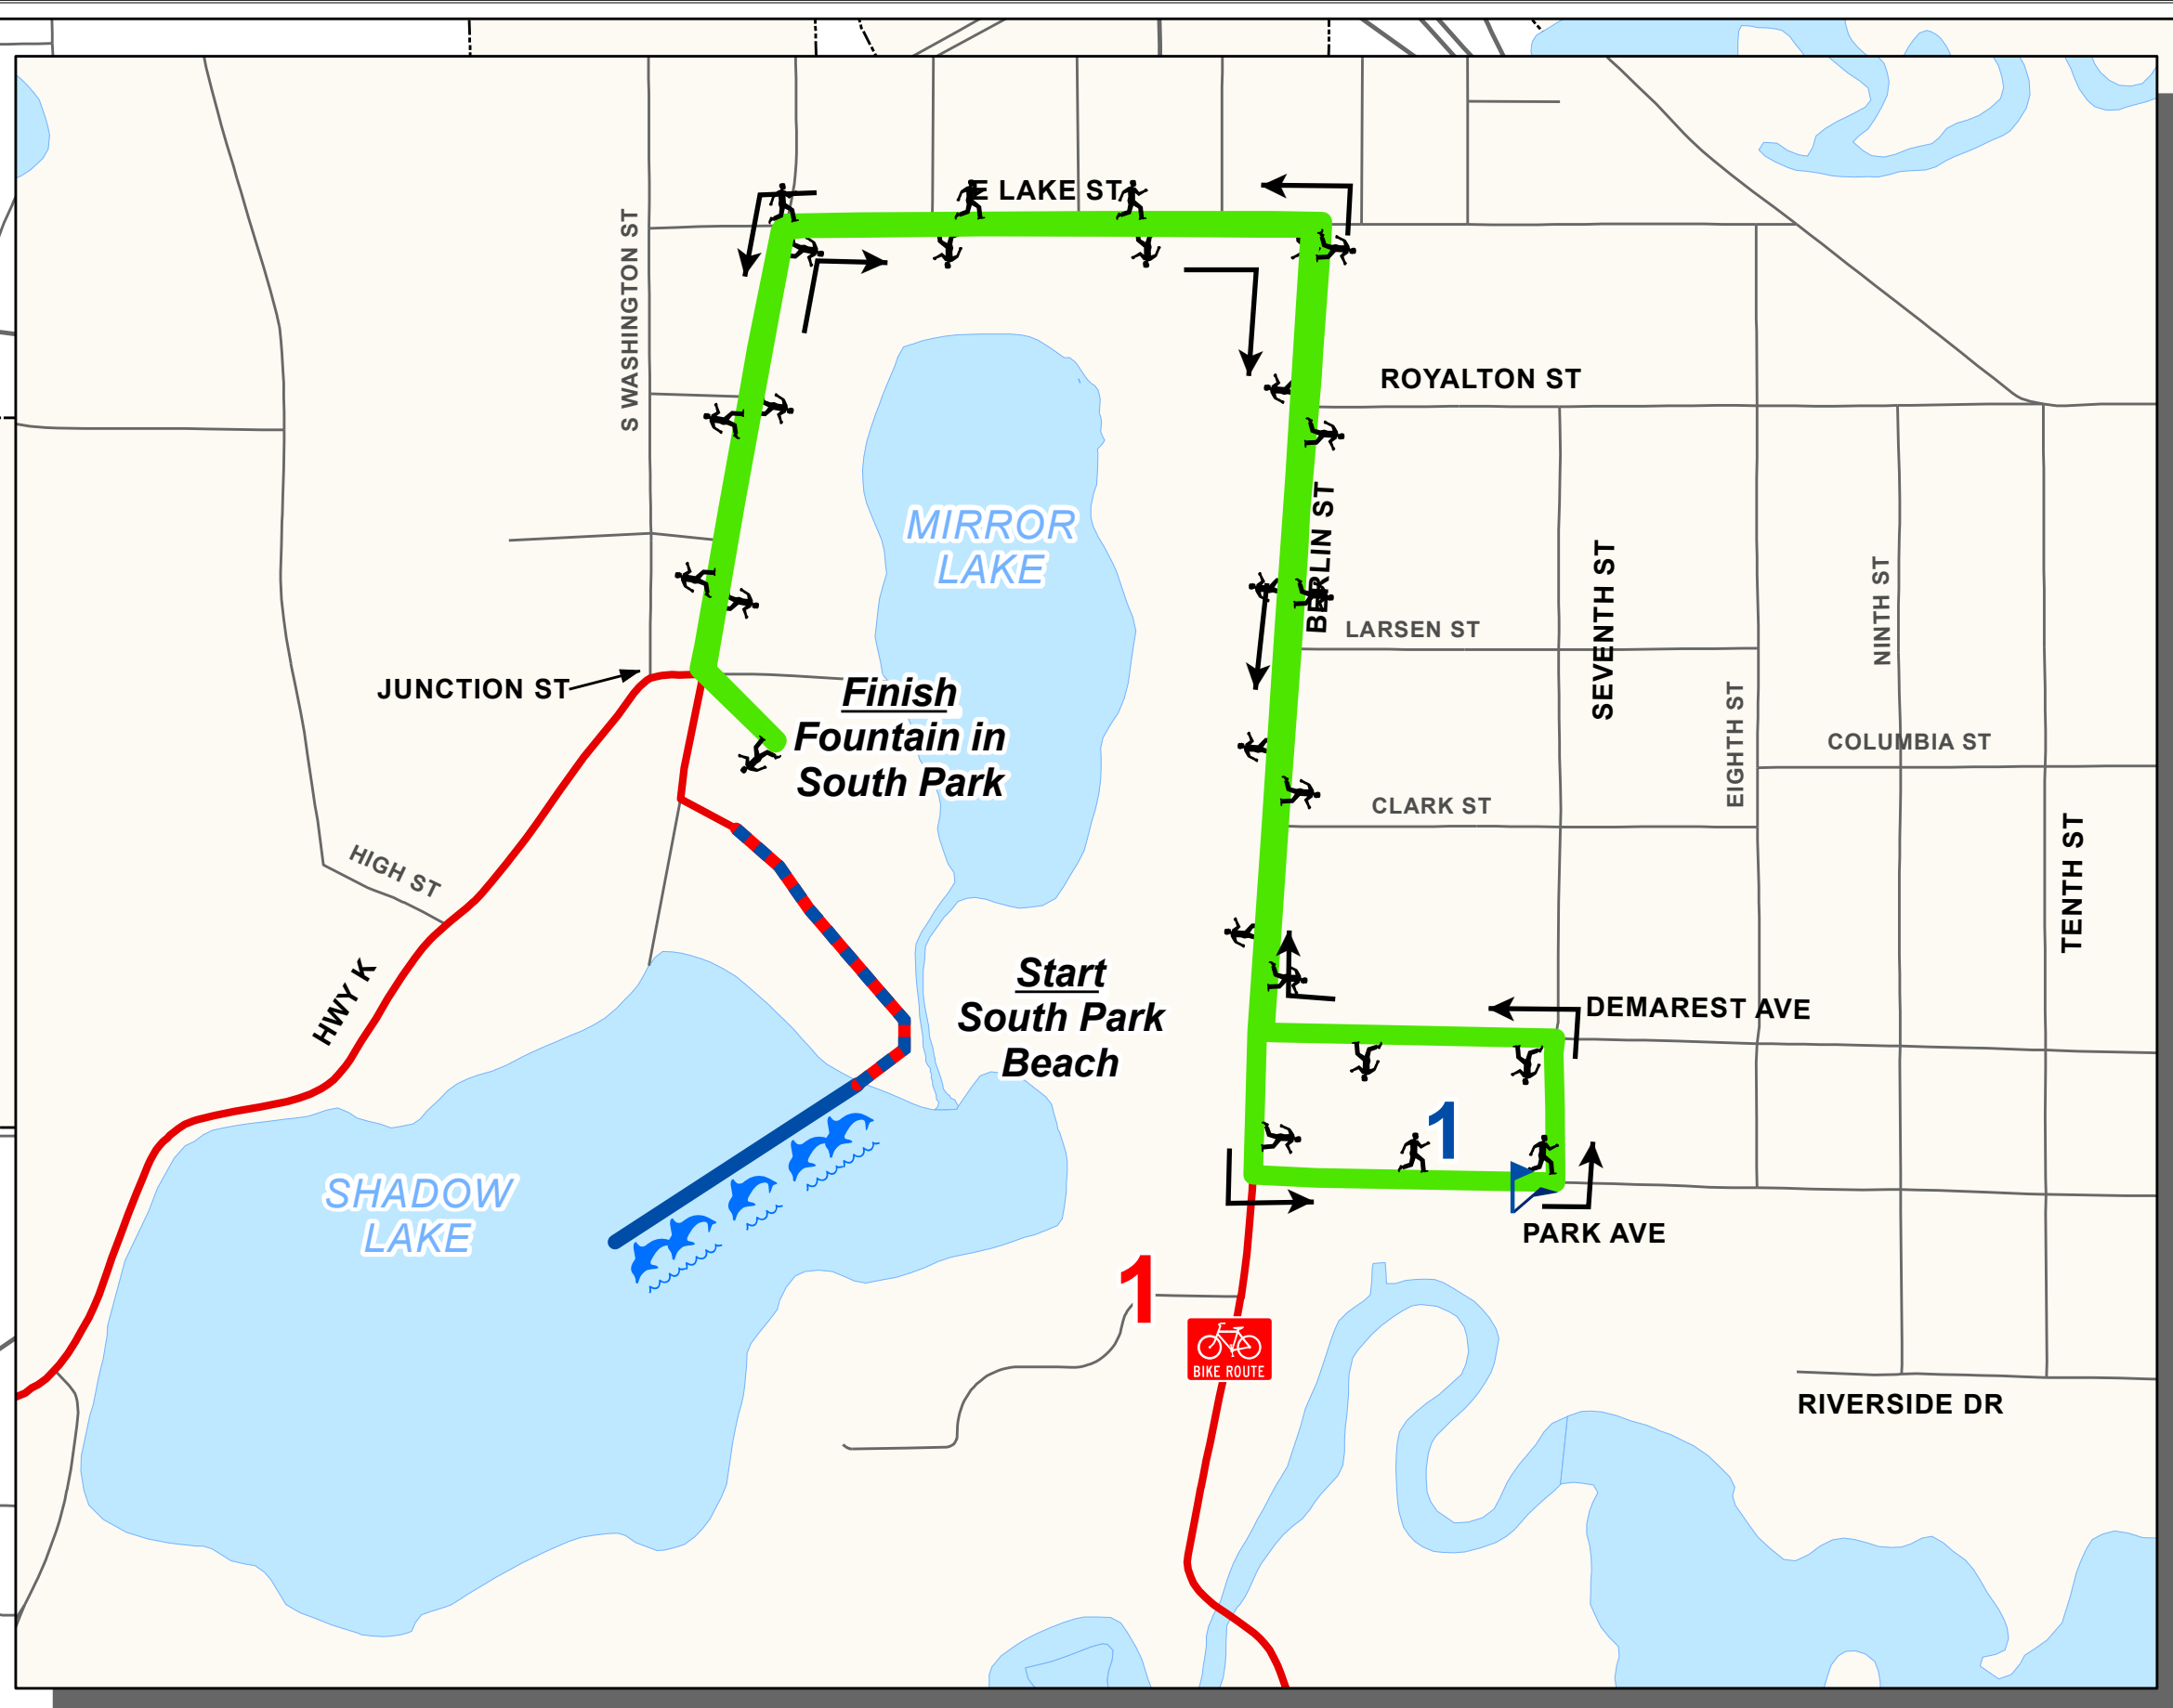 E LAKE ST
S WASHINGTON ST
ROYALTON ST
MIRROR
LAKE
BERLIN ST
SEVENTH ST
NINTH ST
LARSEN ST
JUNCTION ST
Finish
Fountain in
South Park
EIGHTH ST
COLUMBIA ST
CLARK ST
TENTH ST
HIGH ST
HWY K
Start
South Park
Beach
DEMAREST AVE
1
SHADOW
LAKE
PARK AVE
1
BIKE ROUTE
RIVERSIDE DR